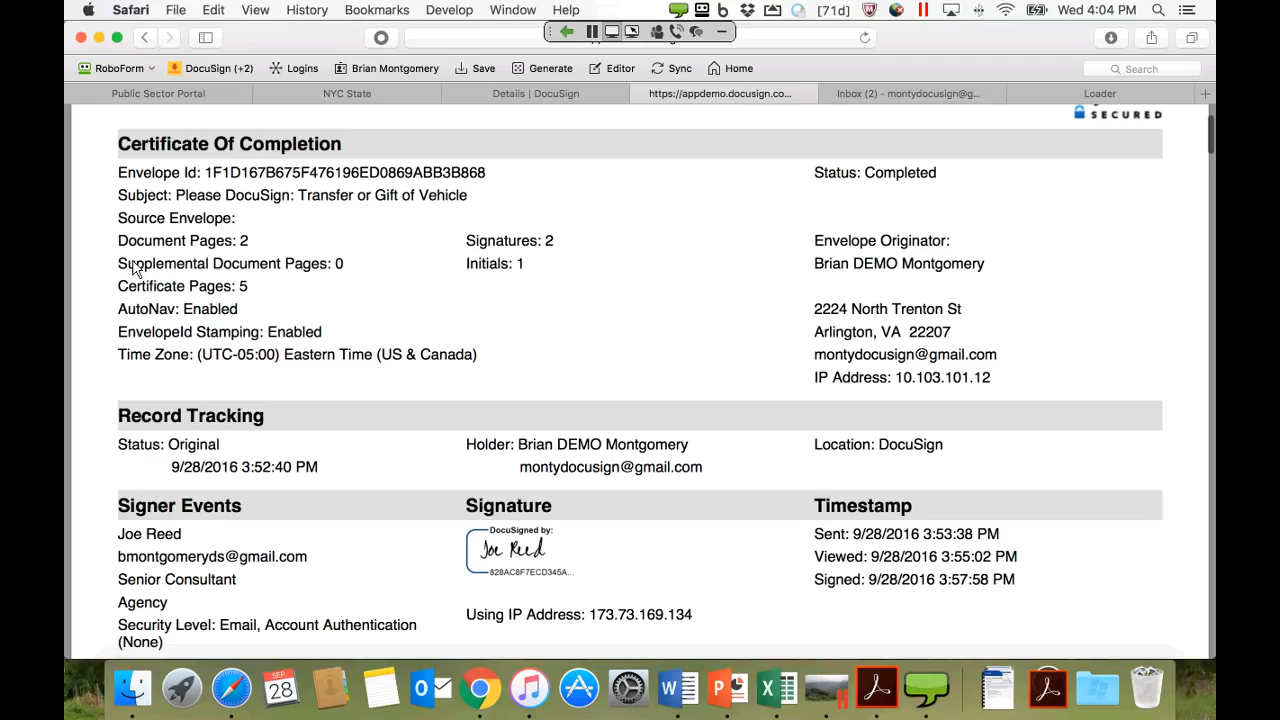 Safari File Edit View History Bookmarks Develop Window Help [71d] Wed 4:04 PM
RoboForm DocuSign (+2) Logins Brian Montgomery Save Generate Editor Sync Home Search
Public Sector Portal NYC State Details | DocuSign https://appdemo.docusign.co... Inbox (2) - montydocusign@g... Loader
SECURED
Certificate Of Completion
Envelope Id: 1F1D167B675F476196ED0869ABB3B868 Status: Completed
Subject: Please DocuSign: Transfer or Gift of Vehicle
Source Envelope:
Document Pages: 2 Signatures: 2 Envelope Originator:
Supplemental Document Pages: 0 Initials: 1 Brian DEMO Montgomery
Certificate Pages: 5
AutoNav: Enabled 2224 North Trenton St
EnvelopeId Stamping: Enabled Arlington, VA 22207
Time Zone: (UTC-05:00) Eastern Time (US & Canada) montydocusign@gmail.com
IP Address: 10.103.101.12
Record Tracking
Status: Original Holder: Brian DEMO Montgomery Location: DocuSign
9/28/2016 3:52:40 PM montydocusign@gmail.com
Signer Events Signature Timestamp
Joe Reed DocuSigned by: Sent: 9/28/2016 3:53:38 PM
bmontgomeryds@gmail.com Joe Reed Viewed: 9/28/2016 3:55:02 PM
Senior Consultant 828AC8F7ECD345A... Signed: 9/28/2016 3:57:58 PM
Agency
Using IP Address: 173.73.169.134
Security Level: Email, Account Authentication
(None)
SEP
28